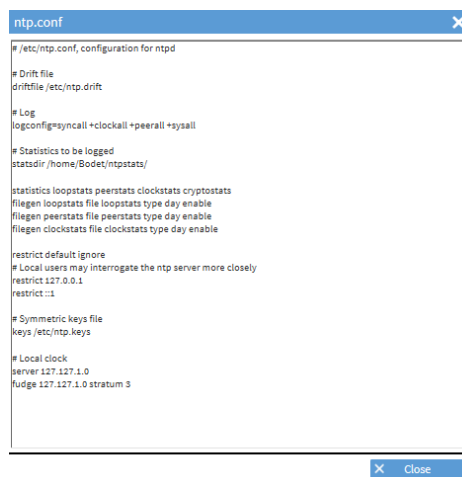 ntp.conf
# /etc/ntp.conf, configuration for ntpd
# Drift file
driftfile /etc/ntp.drift
# Log
logconfig=syncall +clockall +peerall +sysall
# Statistics to be logged
statsdir /home/Bodet/ntpstats/
statistics loopstats peerstats clockstats cryptostats
filegen loopstats file loopstats type day enable
filegen peerstats file peerstats type day enable
filegen clockstats file clockstats type day enable
restrict default ignore
# Local users may interrogate the ntp server more closely
restrict 127.0.0.1
restrict ::1
# Symmetric keys file
keys /etc/ntp.keys
# Local clock
server 127.127.1.0
fudge 127.127.1.0 stratum 3
Close